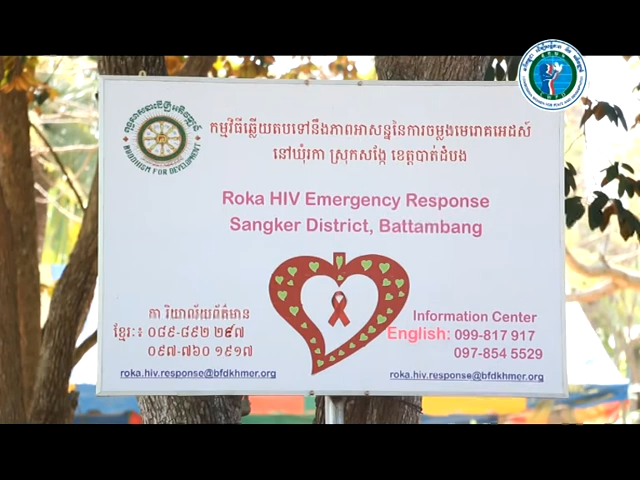 កម្មវិធីឆ្លើយតបទៅនឹងភាពអាសន្ននៃការចម្លងមេរោគអេដស៍
នៅឃុំរកា ស្រុកសង្កែ ខេត្តបាត់ដំបង
BUDDHISM FOR DEVELOPMENT
Roka HIV Emergency Response
Sangker District, Battambang
កា រិយាល័យព័ត៌មាន
ខ្មែរ:៖ ០៨៩-៨៩២ ២៩៧
០៩៧-៧៦០ ១៩១៧
roka.hiv.response@bfdkhmer.org
Information Center
English: 099-817 917
097-854 5529
roka.hiv.response@bfdkhmer.org